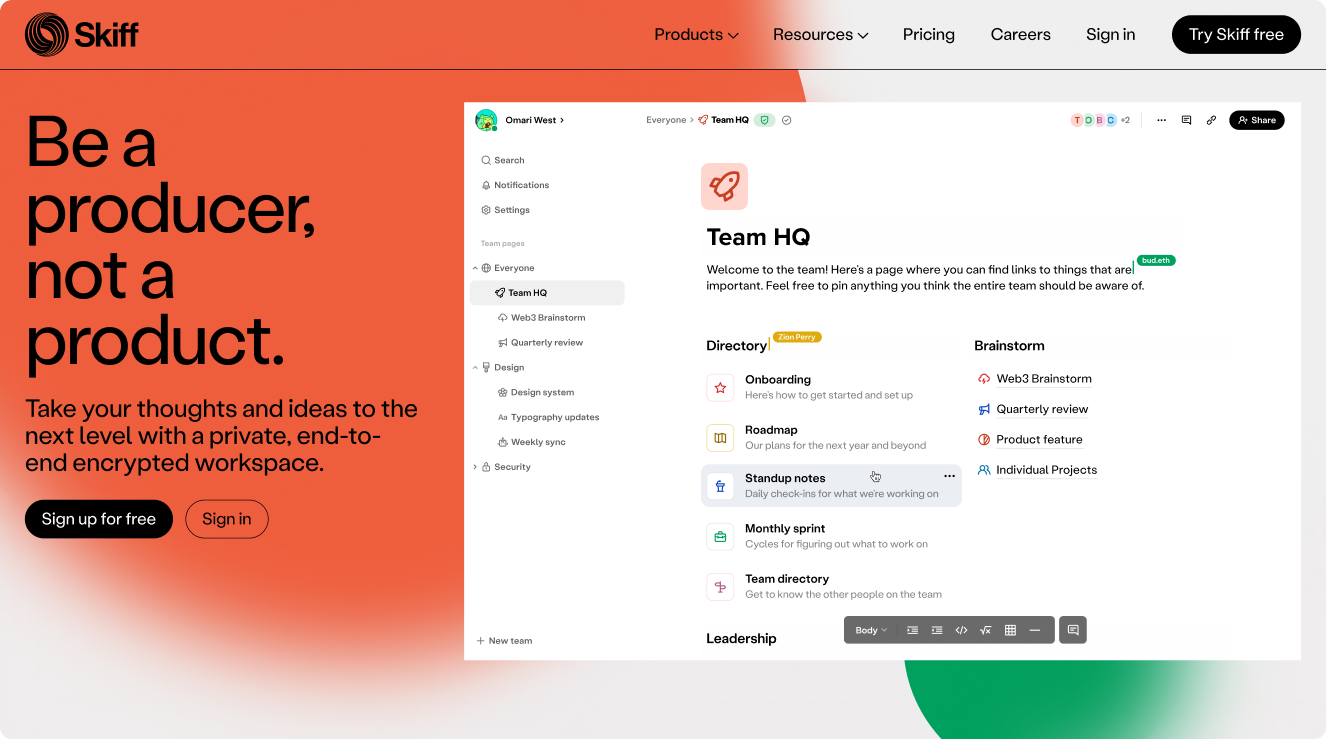 Skiff
Products
Resources
Pricing
Careers
Sign in
Try Skiff free
Be a
producer,
not a
product.
Take your thoughts and ideas to the
next level with a private, end-to-
end encrypted workspace.
Sign up for free
Sign in
Omari West
Search
Notifications
Settings
Team pages
Everyone
Team HQ
Web3 Brainstorm
Quarterly review
Design
Design system
Aa Typography updates
Weekly sync
Security
New team
Everyone > Team HQ
T D B C +2
Share
Team HQ
bud.eth
Welcome to the team! Here's a page where you can find links to things that are
important. Feel free to pin anything you think the entire team should be aware of.
Directory
Zion Perry
Onboarding
Here's how to get started and set up
Roadmap
Our plans for the next year and beyond
Standup notes
Daily check-ins for what we're working on
Monthly sprint
Cycles for figuring out what to work on
Team directory
Get to know the other people on the team
Leadership
Brainstorm
Web3 Brainstorm
Quarterly review
Product feature
Individual Projects
Body